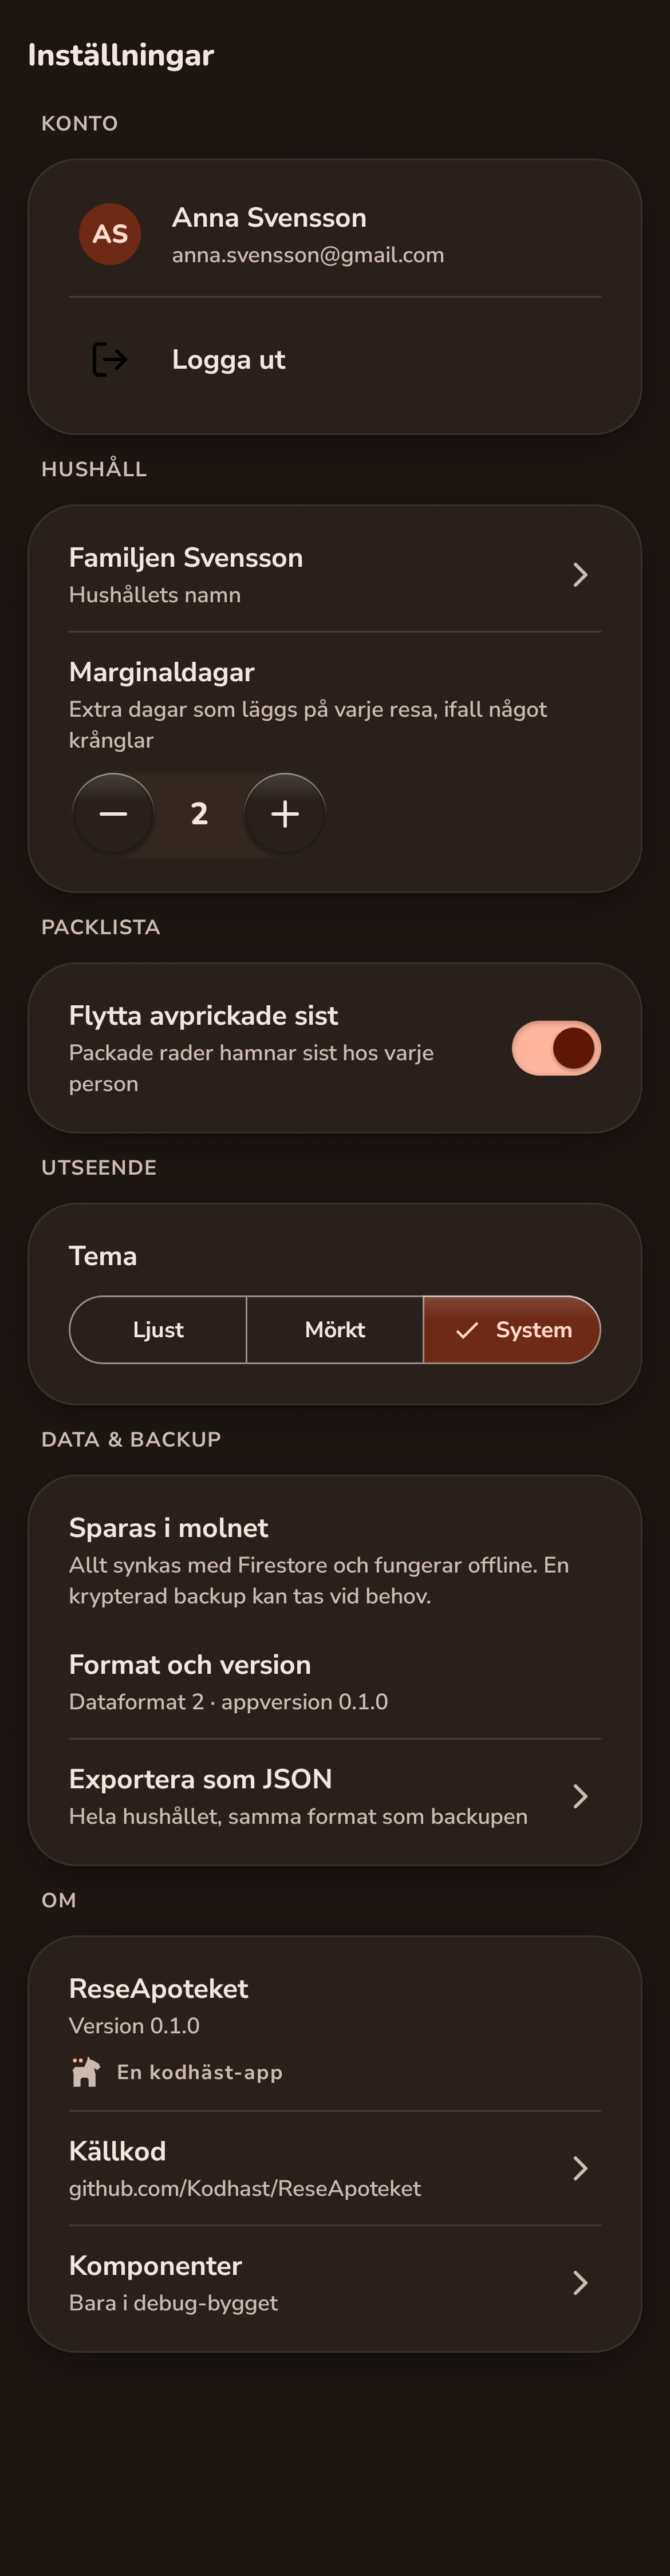 Inställningar
KONTO
AS
Anna Svensson
anna.svensson@gmail.com
Logga ut
HUSHÅLL
Familjen Svensson
Hushållets namn
Marginaldagar
Extra dagar som läggs på varje resa, ifall något
krånglar
2
PACKLISTA
Flytta avprickade sist
Packade rader hamnar sist hos varje
person
UTSEENDE
Tema
Ljust
Mörkt
System
DATA & BACKUP
Sparas i molnet
Allt synkas med Firestore och fungerar offline. En
krypterad backup kan tas vid behov.
Format och version
Dataformat 2 · appversion 0.1.0
Exportera som JSON
Hela hushållet, samma format som backupen
OM
ReseApoteket
Version 0.1.0
En kodhäst-app
Källkod
github.com/Kodhast/ReseApoteket
Komponenter
Bara i debug-bygget